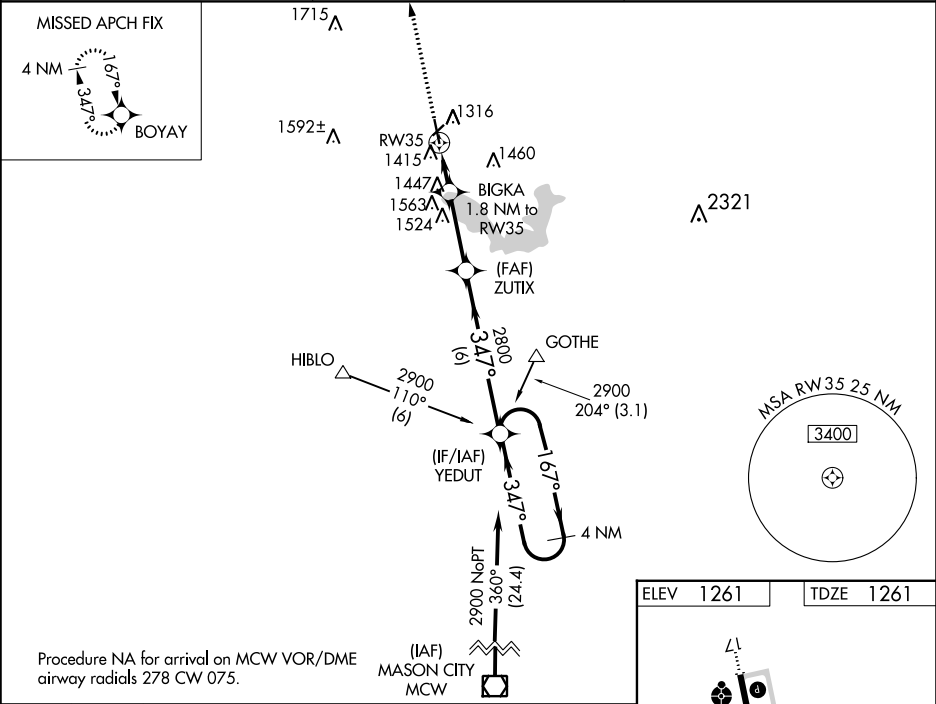 MISSED APCH FIX
4 NM
167°
347°
BOYAY
1715
1592±
1316
RW35
1415
1460
1447
BIGKA
1.8 NM to
RW35
1563
1524
2321
(FAF)
ZUTIX
2800
347°
(6)
GOTHE
HIBLO
2900
110°
(6)
2900
204° (3.1)
(IF/IAF)
YEDUT
167°
347°
4 NM
MSA RW35 25 NM
3400
2900 NoPT
360°
(24.4)
(IAF)
MASON CITY
MCW
Procedure NA for arrival on MCW VOR/DME
airway radials 278 CW 075.
ELEV 1261
TDZE 1261
17
P